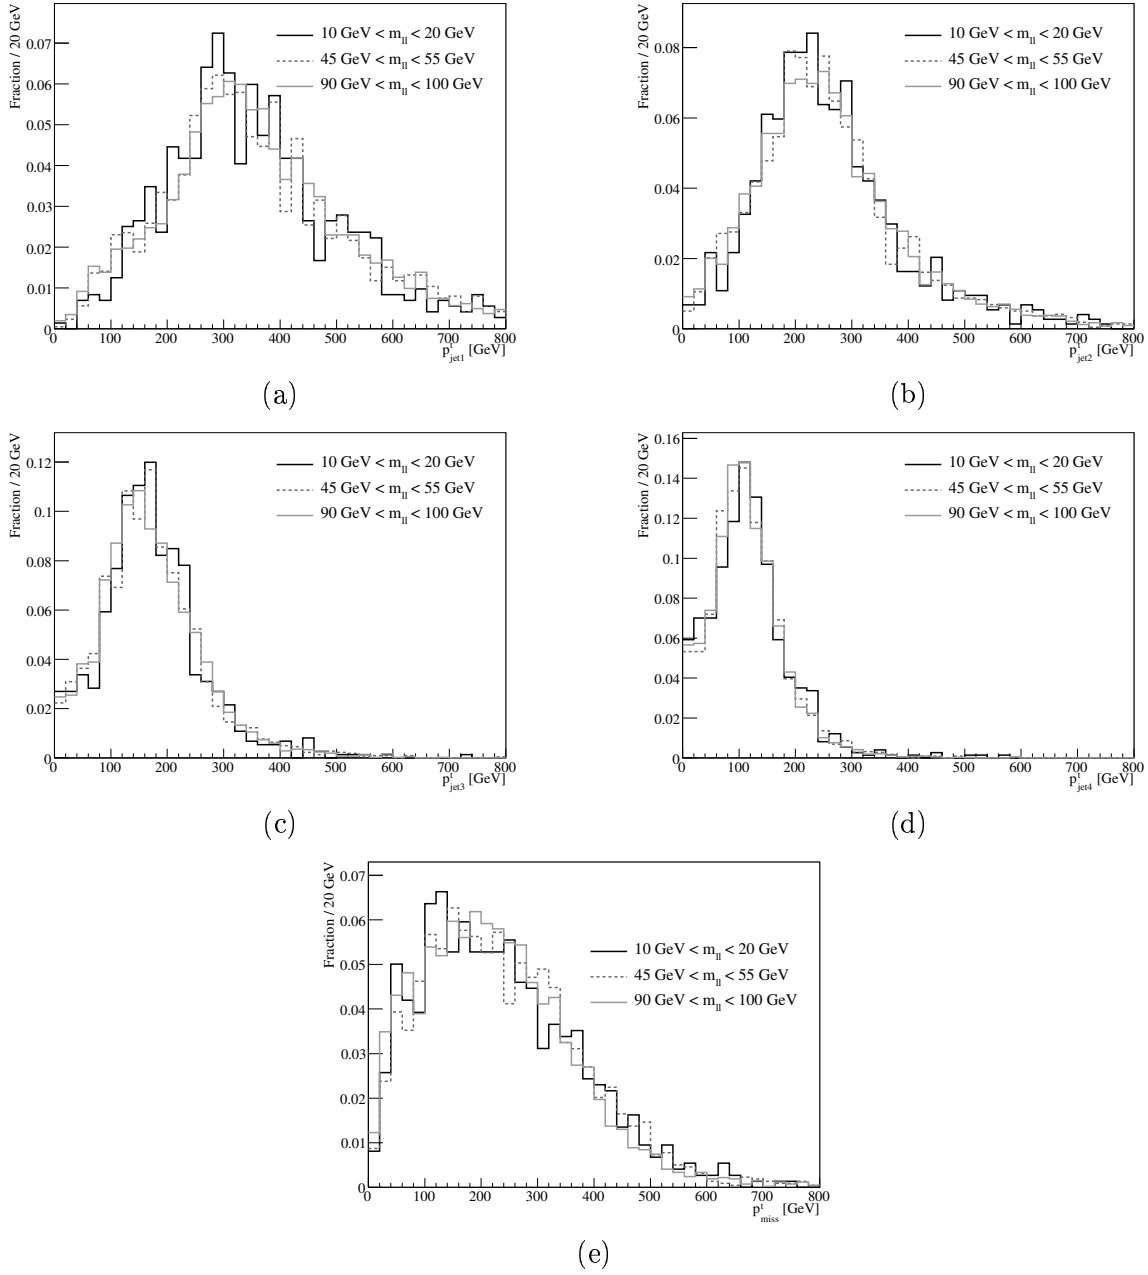 Fraction / 20 GeV
0.07
0.06
0.05
0.04
0.03
0.02
0.01
0
10 GeV < m_ll < 20 GeV
45 GeV < m_ll < 55 GeV
90 GeV < m_ll < 100 GeV
0 100 200 300 400 500 600 700 800
p^t_jet1 [GeV]
(a)
Fraction / 20 GeV
0.08
0.06
0.04
0.02
0
10 GeV < m_ll < 20 GeV
45 GeV < m_ll < 55 GeV
90 GeV < m_ll < 100 GeV
0 100 200 300 400 500 600 700 800
p^t_jet2 [GeV]
(b)
Fraction / 20 GeV
0.12
0.1
0.08
0.06
0.04
0.02
0
10 GeV < m_ll < 20 GeV
45 GeV < m_ll < 55 GeV
90 GeV < m_ll < 100 GeV
0 100 200 300 400 500 600 700 800
p^t_jet3 [GeV]
(c)
Fraction / 20 GeV
0.16
0.14
0.12
0.1
0.08
0.06
0.04
0.02
0
10 GeV < m_ll < 20 GeV
45 GeV < m_ll < 55 GeV
90 GeV < m_ll < 100 GeV
0 100 200 300 400 500 600 700 800
p^t_jet4 [GeV]
(d)
Fraction / 20 GeV
0.07
0.06
0.05
0.04
0.03
0.02
0.01
0
10 GeV < m_ll < 20 GeV
45 GeV < m_ll < 55 GeV
90 GeV < m_ll < 100 GeV
0 100 200 300 400 500 600 700 800
p^t_miss [GeV]
(e)